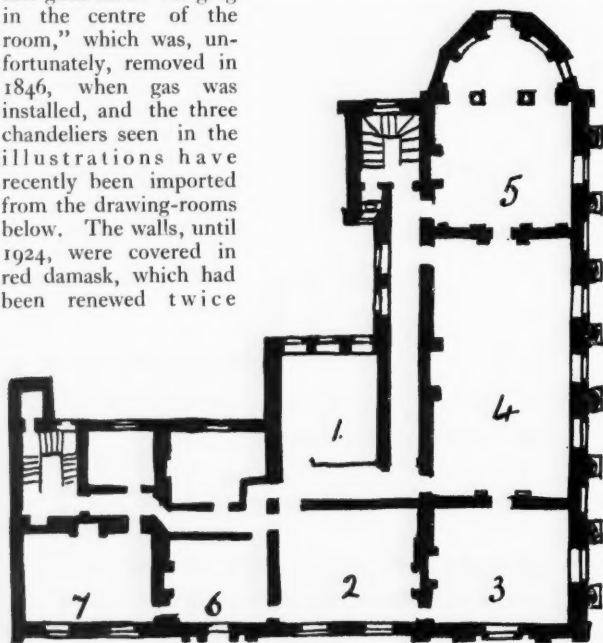 in the centre of the
room," which was, un-
fortunately, removed in
1846, when gas was
installed, and the three
chandeliers seen in the
illustrations have
recently been imported
from the drawing-rooms
below. The walls, until
1924, were covered in
red damask, which had
been renewed twice
5
4
1.
7
6
2
3